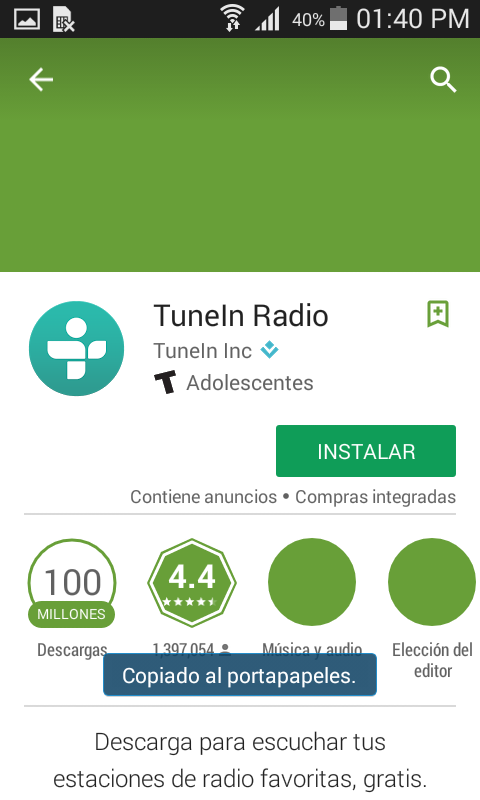 40% 01:40 PM
TuneIn Radio
TuneIn Inc
T Adolescentes
INSTALAR
Contiene anuncios • Compras integradas
100
MILLONES
Descargas
4.4
1,397,054
Música y audio
Elección del
editor
Copiado al portapapeles.
Descarga para escuchar tus
estaciones de radio favoritas, gratis.